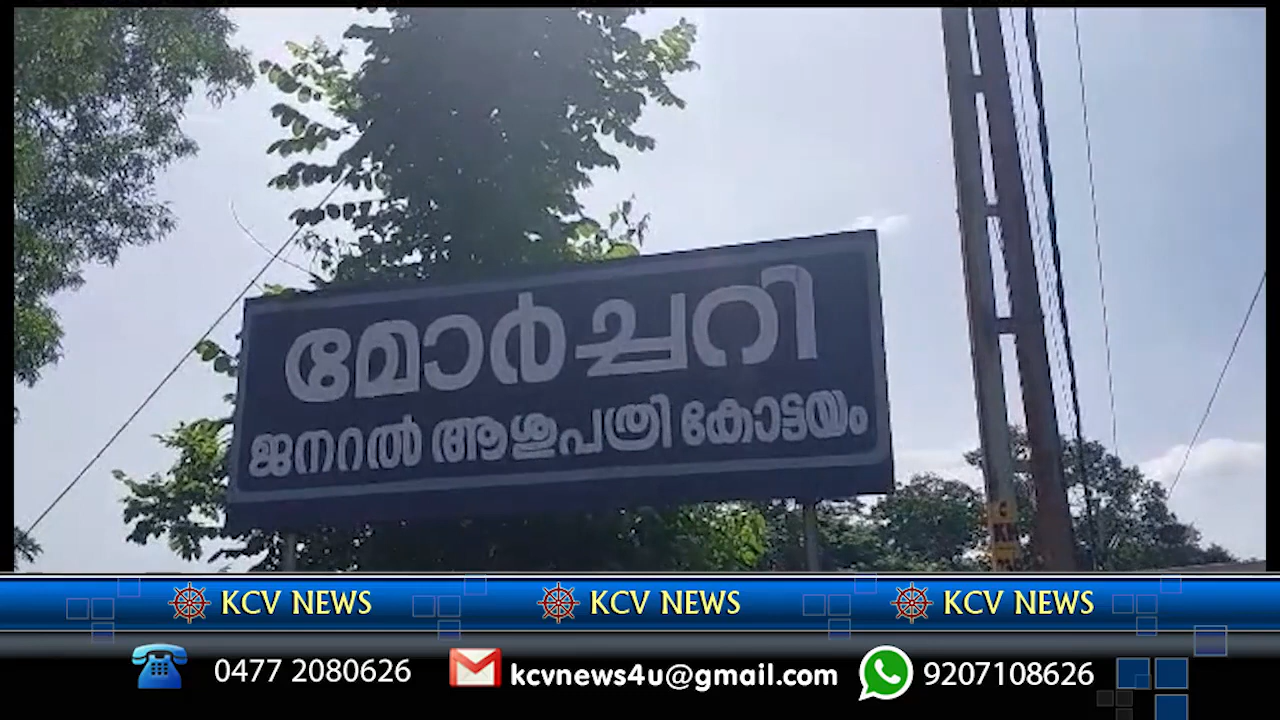 മോർച്ചറി
ജനറൽ ആശുപത്രി കോട്ടയം
KCV NEWS KCV NEWS KCV NEWS
0477 2080626 kcvnews4u@gmail.com 9207108626